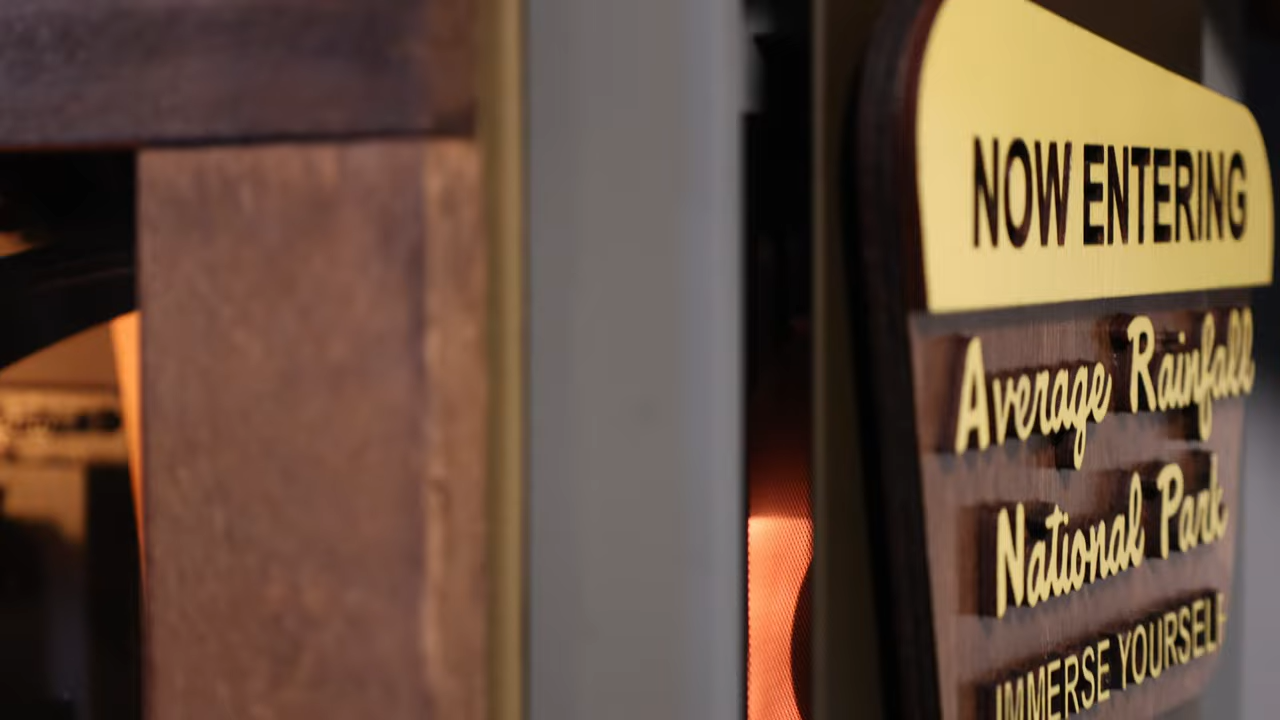 NOW ENTERING
Average Rainfall
National Park
IMMERSE YOURSELF